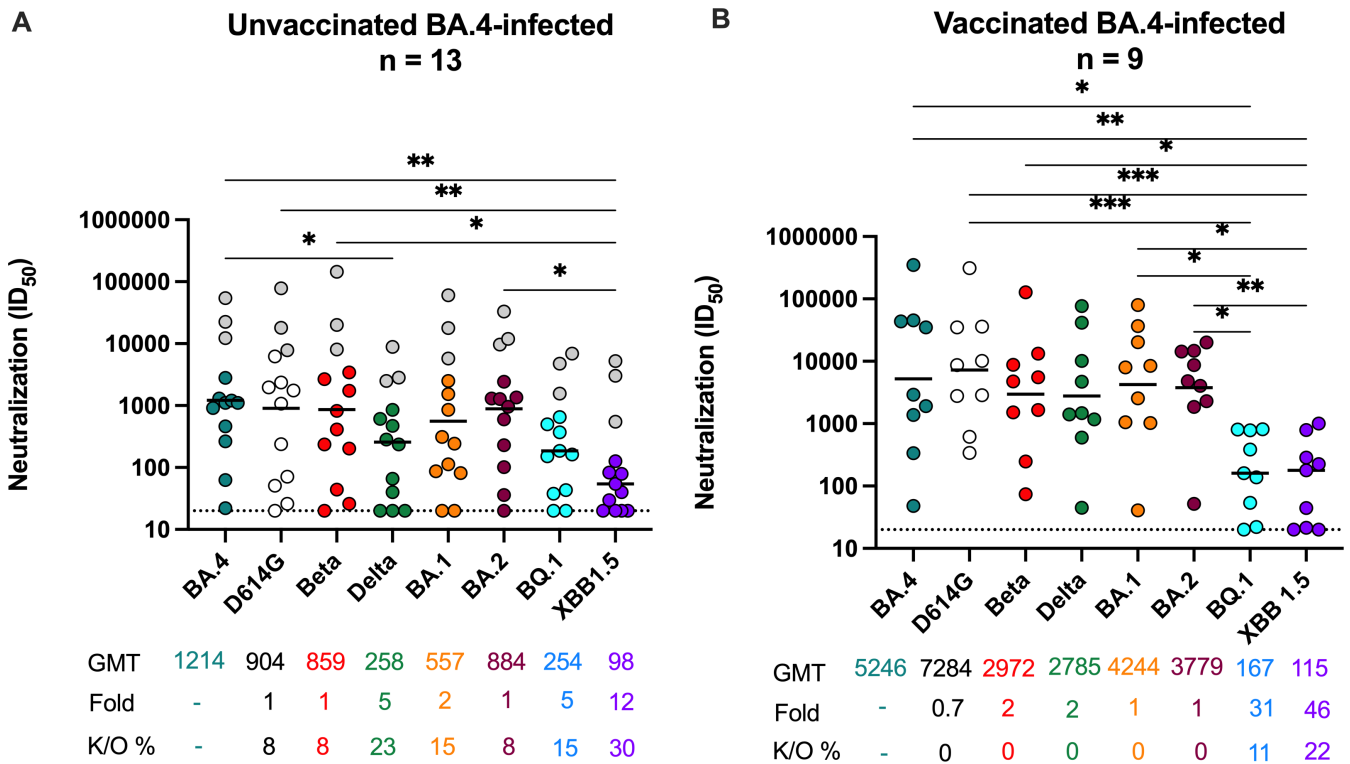 A
Unvaccinated BA.4-infected
n = 13
**
**
*
*
*
Neutralization (ID50)
1000000
100000
10000
1000
100
10
BA.4 D614G Beta Delta BA.1 BA.2 BQ.1 XBB1.5
GMT 1214 904 859 258 557 884 254 98
Fold - 1 1 5 2 1 5 12
K/O % - 8 8 23 15 8 15 30
B
Vaccinated BA.4-infected
n = 9
*
**
*
***
***
*
*
**
*
Neutralization (ID50)
1000000
100000
10000
1000
100
10
BA.4 D614G Beta Delta BA.1 BA.2 BQ.1 XBB 1.5
GMT 5246 7284 2972 2785 4244 3779 167 115
Fold - 0.7 2 2 1 1 31 46
K/O % - 0 0 0 0 0 11 22